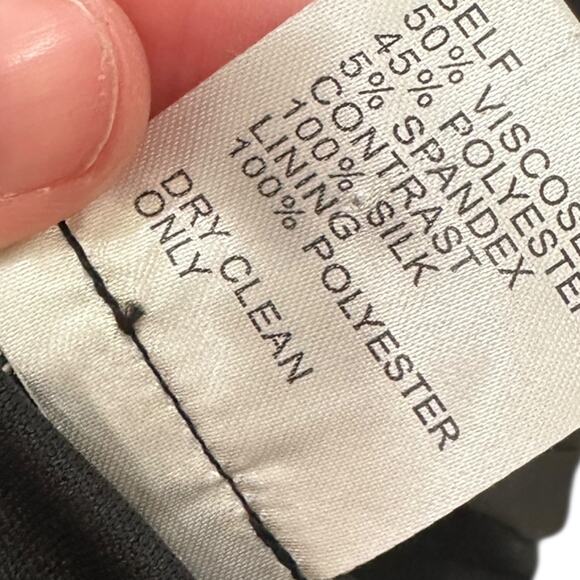 SELF
50% VISCOSE
45% POLYESTER
5% SPANDEX
CONTRAST
100% SILK
LINING
100% POLYESTER
DRY CLEAN
ONLY